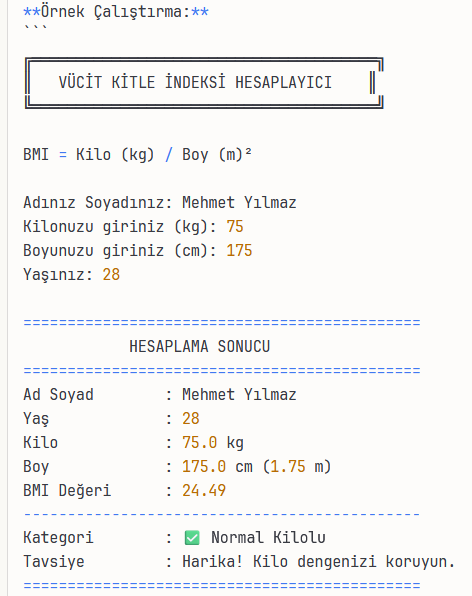 **Örnek Çalıştırma:**
```
╔═══════════════════════════════════════╗
║   VÜCİT KİTLE İNDEKSİ HESAPLAYICI    ║
╚═══════════════════════════════════════╝
BMI = Kilo (kg) / Boy (m)²
Adınız Soyadınız: Mehmet Yılmaz
Kilonuzu giriniz (kg): 75
Boyunuzu giriniz (cm): 175
Yaşınız: 28
=============================================
            HESAPLAMA SONUCU
=============================================
Ad Soyad        : Mehmet Yılmaz
Yaş             : 28
Kilo            : 75.0 kg
Boy             : 175.0 cm (1.75 m)
BMI Değeri      : 24.49
---------------------------------------------
Kategori        : ✅ Normal Kilolu
Tavsiye         : Harika! Kilo dengenizi koruyun.
=============================================